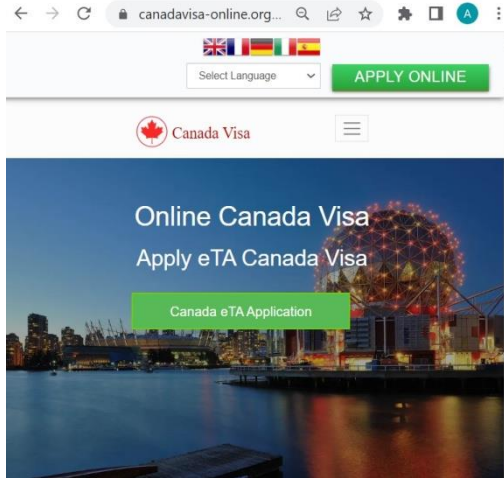 canadavisa-online.org...
A
Select Language
APPLY ONLINE
Canada Visa
Online Canada Visa
Apply eTA Canada Visa
Canada eTA Application